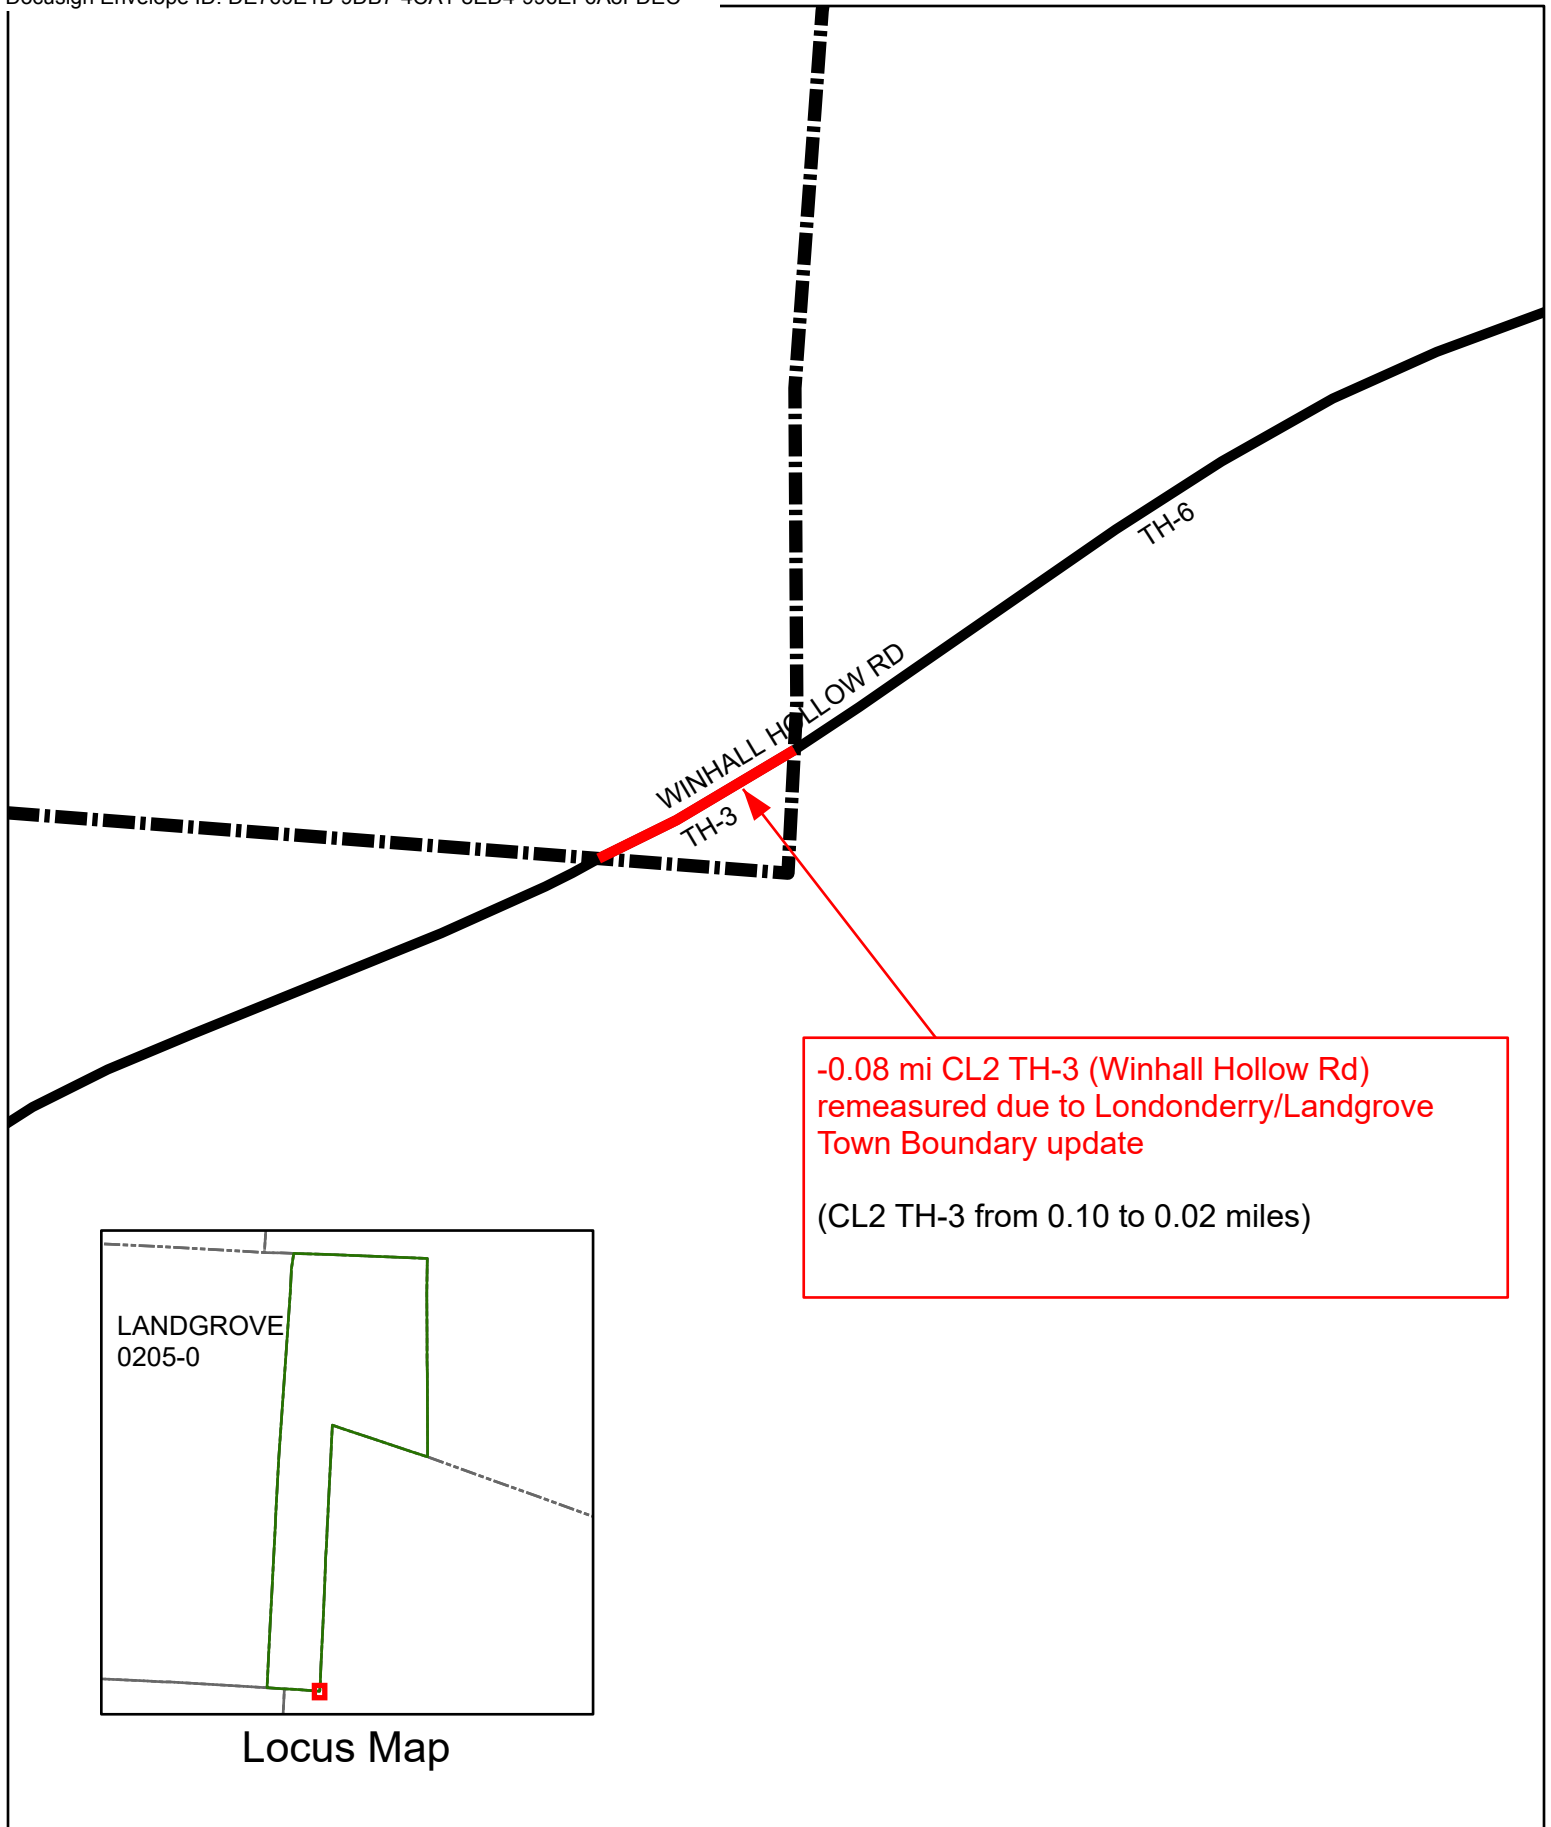 WINHALL HOLLOW RD
TH-6
TH-3
-0.08 mi CL2 TH-3 (Winhall Hollow Rd)
remeasured due to Londonderry/Landgrove
Town Boundary update
(CL2 TH-3 from 0.10 to 0.02 miles)
LANDGROVE
0205-0
Locus Map